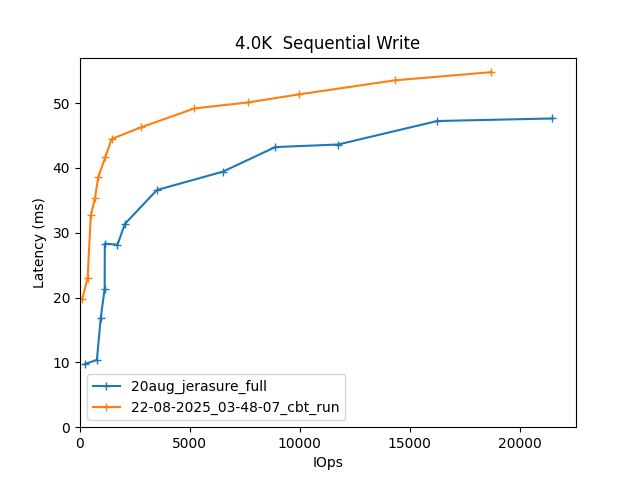 4.0K  Sequential Write
Latency (ms)
50
40
30
20
10
0
20aug_jerasure_full
22-08-2025_03-48-07_cbt_run
0 5000 10000 15000 20000
IOps